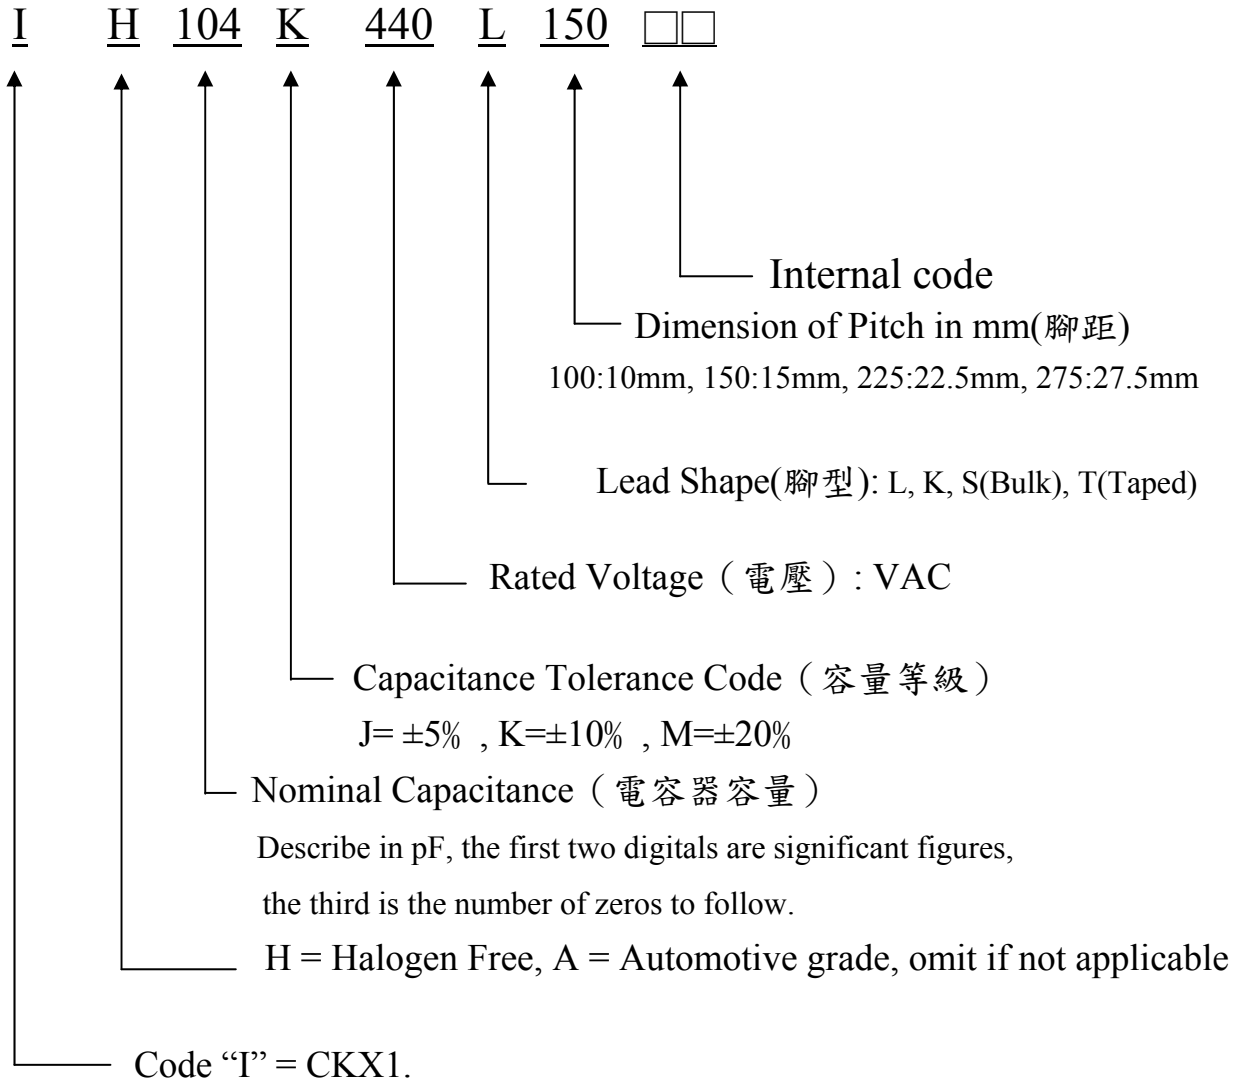 I H 104 K 440 L 150 □□
Internal code
Dimension of Pitch in mm(腳距)
100:10mm, 150:15mm, 225:22.5mm, 275:27.5mm
Lead Shape(腳型): L, K, S(Bulk), T(Taped)
Rated Voltage（電壓）: VAC
Capacitance Tolerance Code（容量等級）
J= ±5% , K=±10% , M=±20%
Nominal Capacitance（電容器容量）
Describe in pF, the first two digitals are significant figures,
the third is the number of zeros to follow.
H = Halogen Free, A = Automotive grade, omit if not applicable
Code “I” = CKX1.